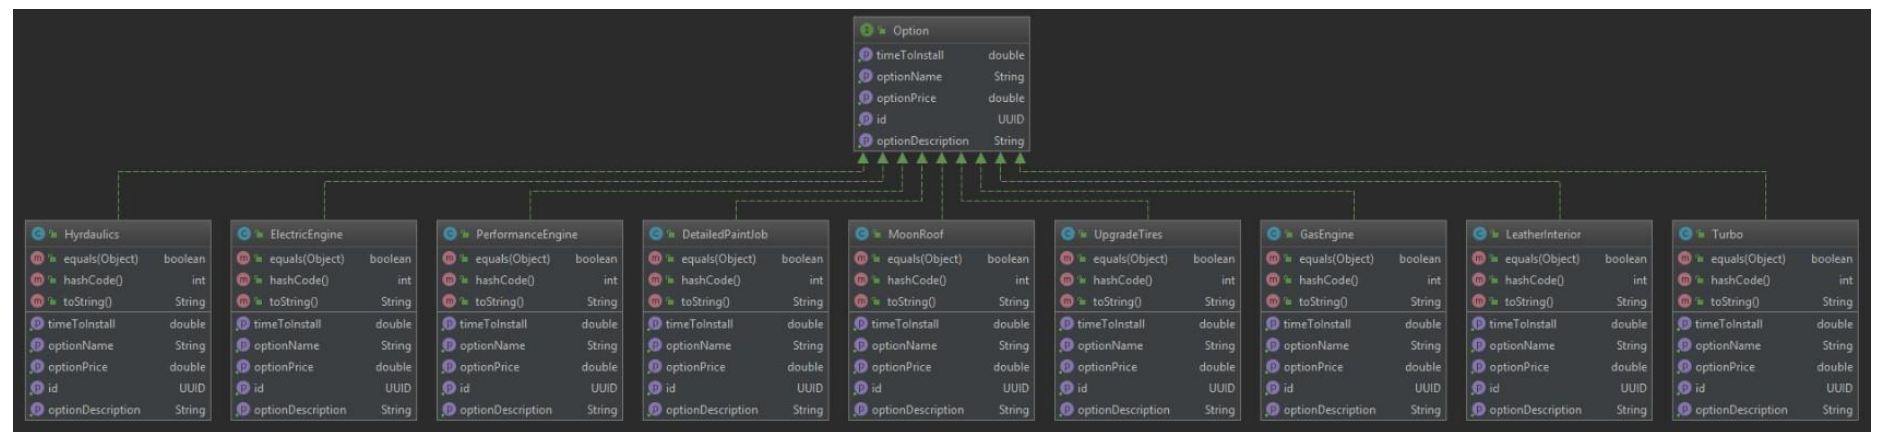 Option
timeToInstall double
optionName String
optionPrice double
id UUID
optionDescription String
Hyrdaulics
equals(Object) boolean
hashCode() int
toString() String
timeToInstall double
optionName String
optionPrice double
id UUID
optionDescription String
ElectricEngine
equals(Object) boolean
hashCode() int
toString() String
timeToInstall double
optionName String
optionPrice double
id UUID
optionDescription String
PerformanceEngine
equals(Object) boolean
hashCode() int
toString() String
timeToInstall double
optionName String
optionPrice double
id UUID
optionDescription String
DetailedPaintJob
equals(Object) boolean
hashCode() int
toString() String
timeToInstall double
optionName String
optionPrice double
id UUID
optionDescription String
MoonRoof
equals(Object) boolean
hashCode() int
toString() String
timeToInstall double
optionName String
optionPrice double
id UUID
optionDescription String
UpgradeTires
equals(Object) boolean
hashCode() int
toString() String
timeToInstall double
optionName String
optionPrice double
id UUID
optionDescription String
GasEngine
equals(Object) boolean
hashCode() int
toString() String
timeToInstall double
optionName String
optionPrice double
id UUID
optionDescription String
LeatherInterior
equals(Object) boolean
hashCode() int
toString() String
timeToInstall double
optionName String
optionPrice double
id UUID
optionDescription String
Turbo
equals(Object) boolean
hashCode() int
toString() String
timeToInstall double
optionName String
optionPrice double
id UUID
optionDescription String